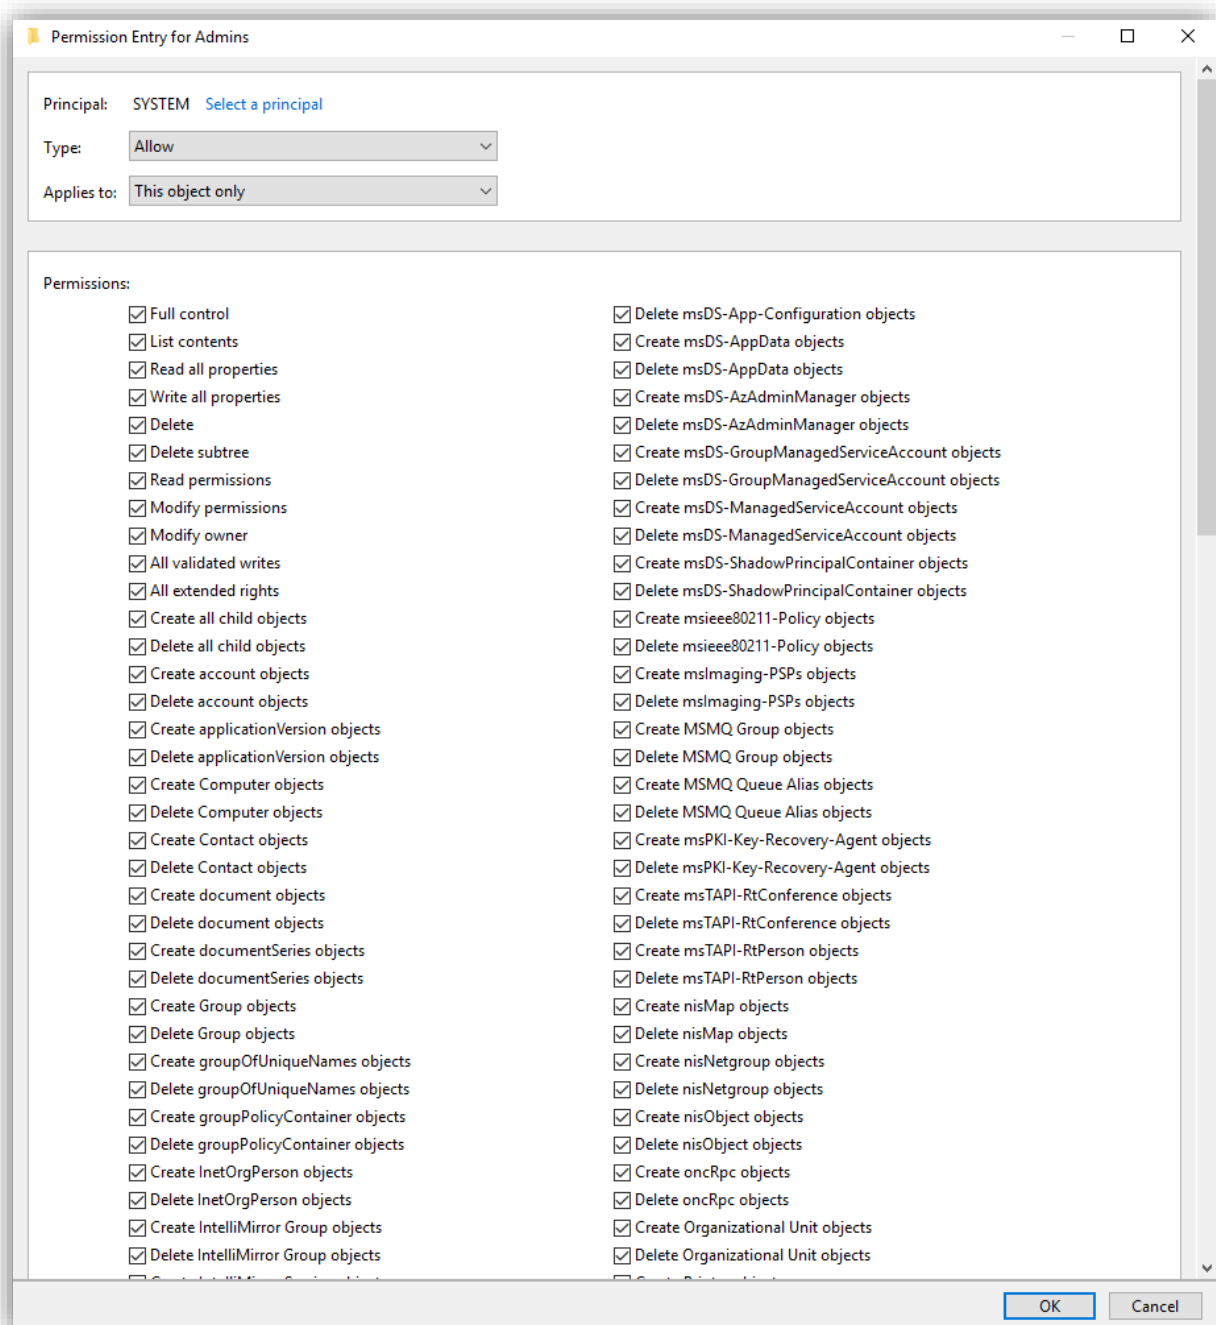 Permission Entry for Admins
Principal: SYSTEM Select a principal
Type: Allow
Applies to: This object only
Permissions:
Full control
List contents
Read all properties
Write all properties
Delete
Delete subtree
Read permissions
Modify permissions
Modify owner
All validated writes
All extended rights
Create all child objects
Delete all child objects
Create account objects
Delete account objects
Create applicationVersion objects
Delete applicationVersion objects
Create Computer objects
Delete Computer objects
Create Contact objects
Delete Contact objects
Create document objects
Delete document objects
Create documentSeries objects
Delete documentSeries objects
Create Group objects
Delete Group objects
Create groupOfUniqueNames objects
Delete groupOfUniqueNames objects
Create groupPolicyContainer objects
Delete groupPolicyContainer objects
Create InetOrgPerson objects
Delete InetOrgPerson objects
Create IntelliMirror Group objects
Delete IntelliMirror Group objects
Delete msDS-App-Configuration objects
Create msDS-AppData objects
Delete msDS-AppData objects
Create msDS-AzAdminManager objects
Delete msDS-AzAdminManager objects
Create msDS-GroupManagedServiceAccount objects
Delete msDS-GroupManagedServiceAccount objects
Create msDS-ManagedServiceAccount objects
Delete msDS-ManagedServiceAccount objects
Create msDS-ShadowPrincipalContainer objects
Delete msDS-ShadowPrincipalContainer objects
Create msieee80211-Policy objects
Delete msieee80211-Policy objects
Create msImaging-PSPs objects
Delete msImaging-PSPs objects
Create MSMQ Group objects
Delete MSMQ Group objects
Create MSMQ Queue Alias objects
Delete MSMQ Queue Alias objects
Create msPKI-Key-Recovery-Agent objects
Delete msPKI-Key-Recovery-Agent objects
Create msTAPI-RtConference objects
Delete msTAPI-RtConference objects
Create msTAPI-RtPerson objects
Delete msTAPI-RtPerson objects
Create nisMap objects
Delete nisMap objects
Create nisNetgroup objects
Delete nisNetgroup objects
Create nisObject objects
Delete nisObject objects
Create oncRpc objects
Delete oncRpc objects
Create Organizational Unit objects
Delete Organizational Unit objects
OK Cancel